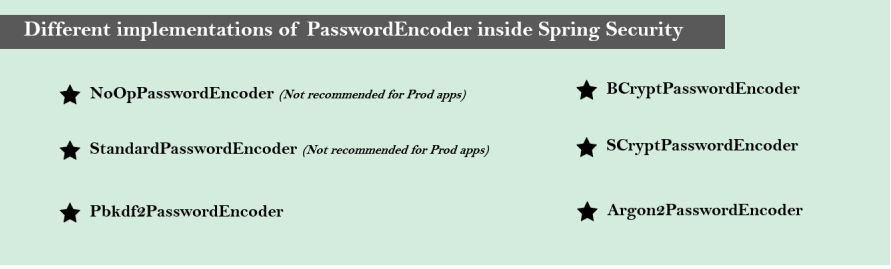 Different implementations of PasswordEncoder inside Spring Security
NoOpPasswordEncoder (Not recommended for Prod apps)
StandardPasswordEncoder (Not recommended for Prod apps)
Pbkdf2PasswordEncoder
BCryptPasswordEncoder
SCryptPasswordEncoder
Argon2PasswordEncoder